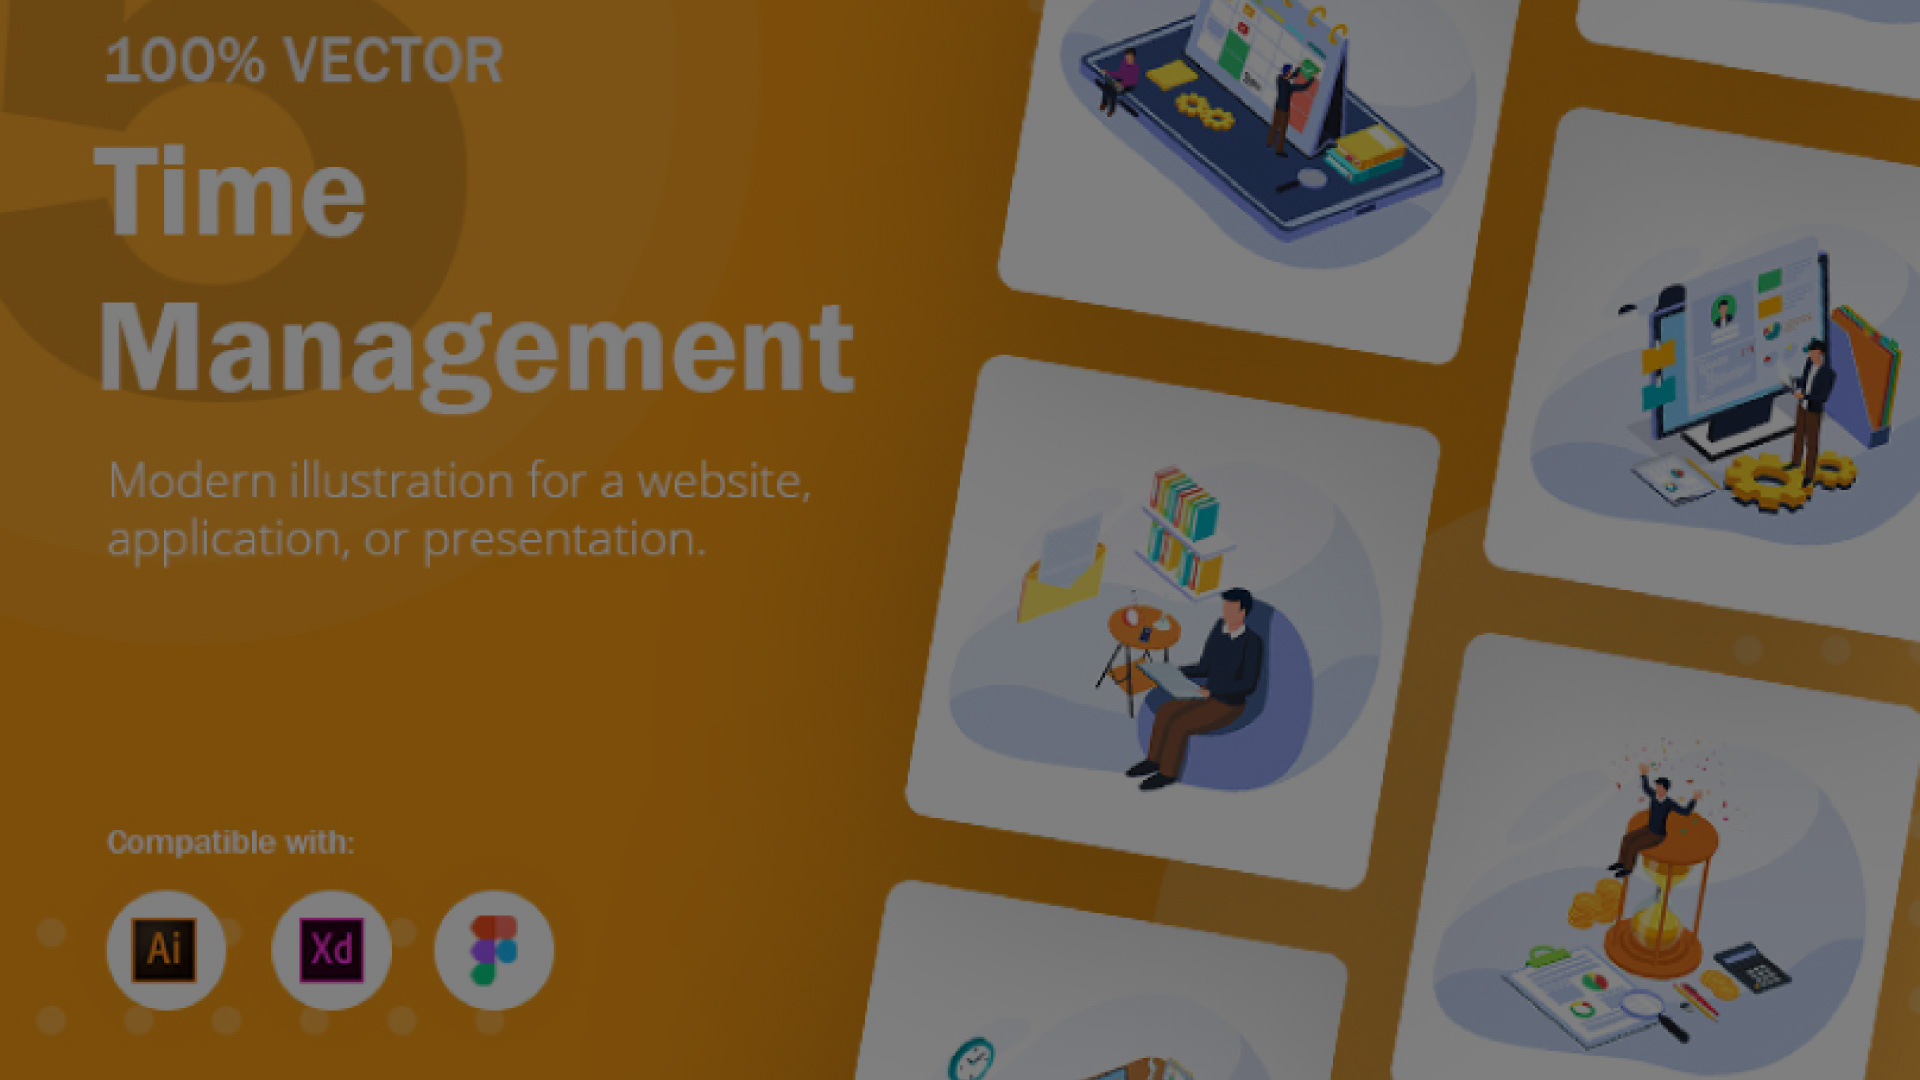 100% VECTOR
Time
Management
Modern illustration for a website,
application, or presentation.
Compatible with:
Ai
Xd